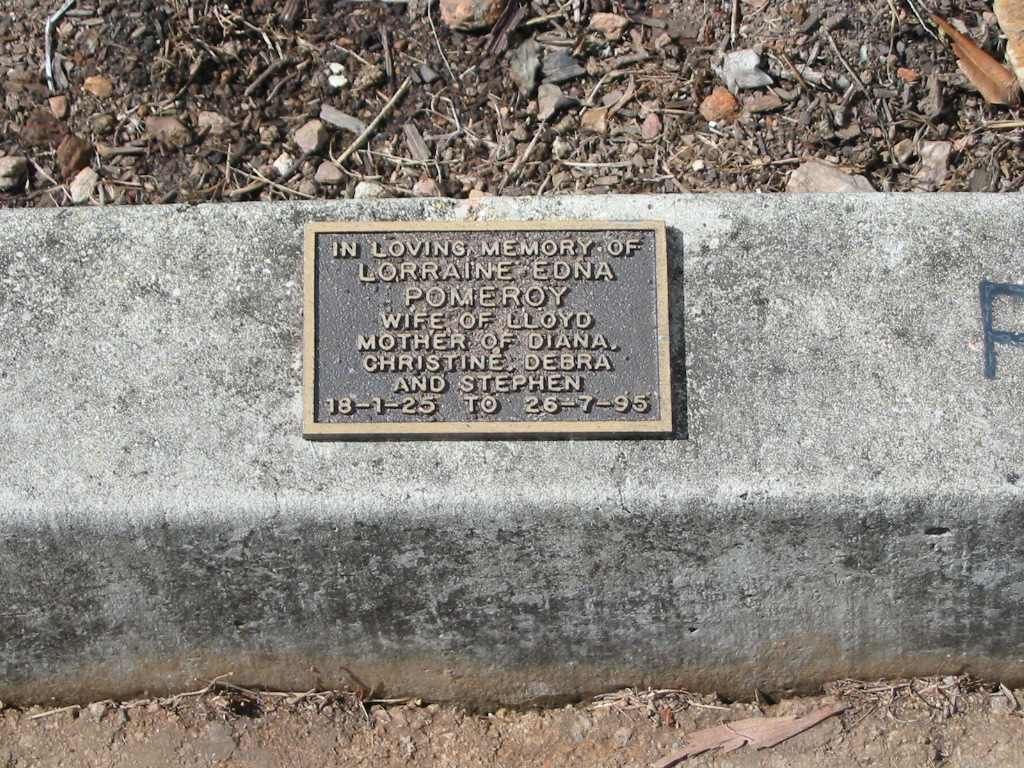 IN LOVING MEMORY OF
LORRAINE EDNA
POMEROY
WIFE OF LLOYD
MOTHER OF DIANA,
CHRISTINE, DEBRA
AND STEPHEN
18-1-25 TO 26-7-95
F